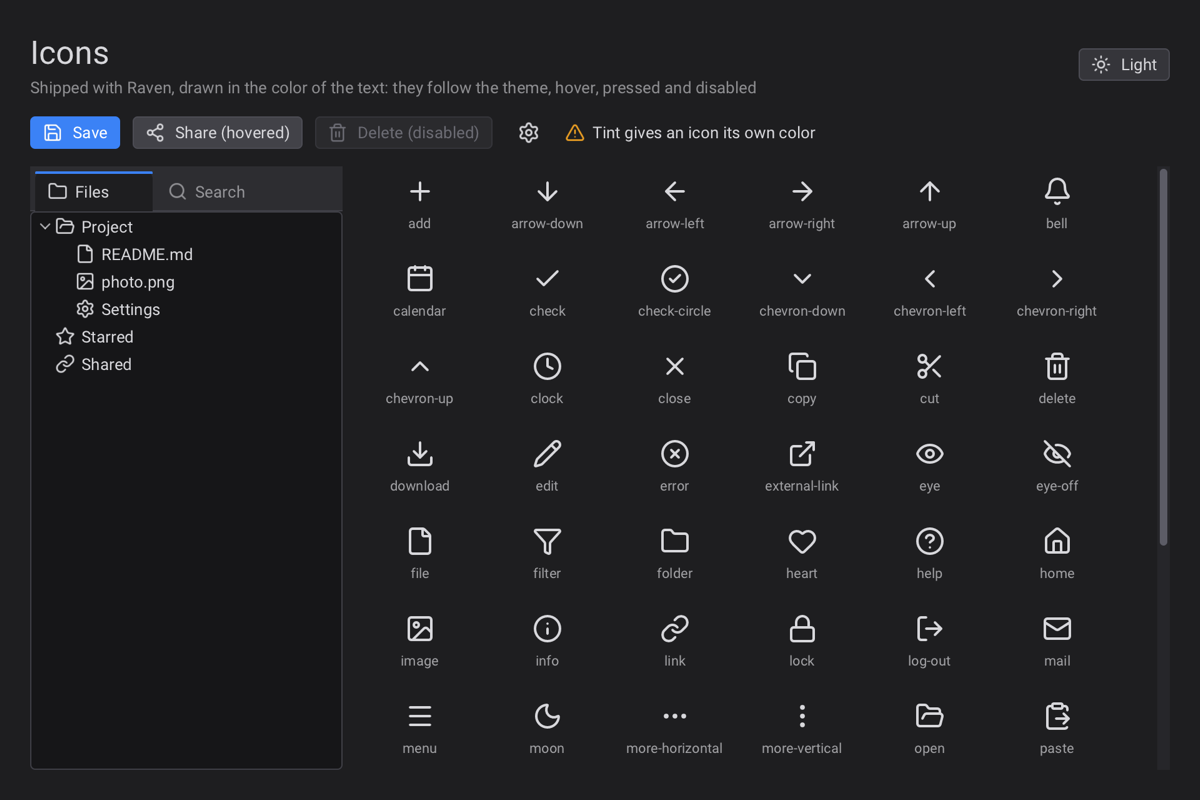 Icons
Light
Shipped with Raven, drawn in the color of the text: they follow the theme, hover, pressed and disabled
Save
Share (hovered)
Delete (disabled)
Tint gives an icon its own color
Files
Search
Project
README.md
photo.png
Settings
Starred
Shared
add
arrow-down
arrow-left
arrow-right
arrow-up
bell
calendar
check
check-circle
chevron-down
chevron-left
chevron-right
chevron-up
clock
close
copy
cut
delete
download
edit
error
external-link
eye
eye-off
file
filter
folder
heart
help
home
image
info
link
lock
log-out
mail
menu
moon
more-horizontal
more-vertical
open
paste